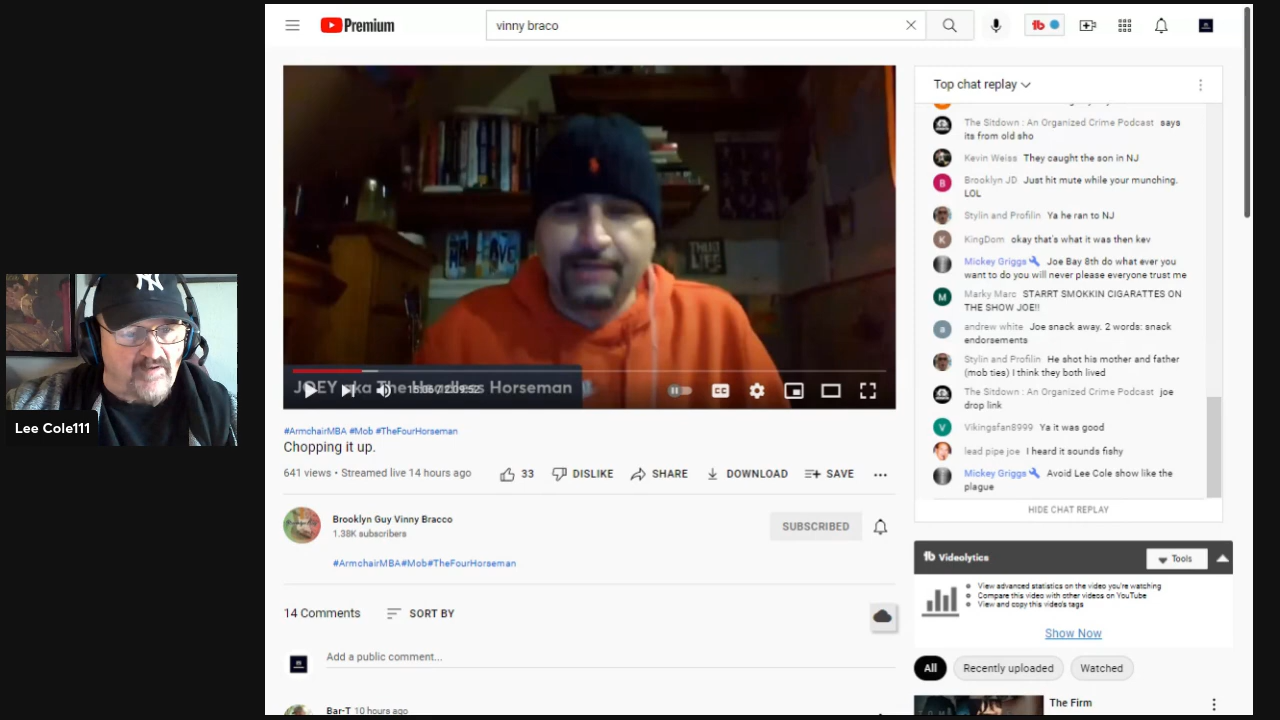 Premium
vinny braco
Top chat replay
The Sitdown : An Organized Crime Podcast says
its from old sho
Kevin Weiss They caught the son in NJ
Brooklyn JD Just hit mute while your munching.
LOL
Stylin and Profilin Ya he ran to NJ
KingDom okay that's what it was then kev
Mickey Griggs Joe Bay 8th do what ever you
want to do you will never please everyone trust me
Marky Marc STARRT SMOKKIN CIGARATTES ON
THE SHOW JOE!!
andrew white Joe snack away. 2 words: snack
endorsements
Stylin and Profilin He shot his mother and father
(mob ties) I think they both lived
The Sitdown : An Organized Crime Podcast joe
drop link
Vikingsfan8999 Ya it was good
lead pipe joe I heard it sounds fishy
Mickey Griggs Avoid Lee Cole show like the
plague
HIDE CHAT REPLAY
THUG
LIFE
JOEY aka The Headless Horseman
CC
NY
Lee Cole111
#ArmchairMBA #Mob #TheFourHorseman
Chopping it up.
641 views • Streamed live 14 hours ago
33
DISLIKE
SHARE
DOWNLOAD
SAVE
Brooklyn Guy Vinny Bracco
1.38K subscribers
SUBSCRIBED
#ArmchairMBA#Mob#TheFourHorseman
14 Comments
SORT BY
Add a public comment...
Bar-T 10 hours ago
tb Videolytics
Tools
View advanced statistics on the video you're watching
Compare this video with other videos on YouTube
View and copy this video's tags
Show Now
All
Recently uploaded
Watched
The Firm